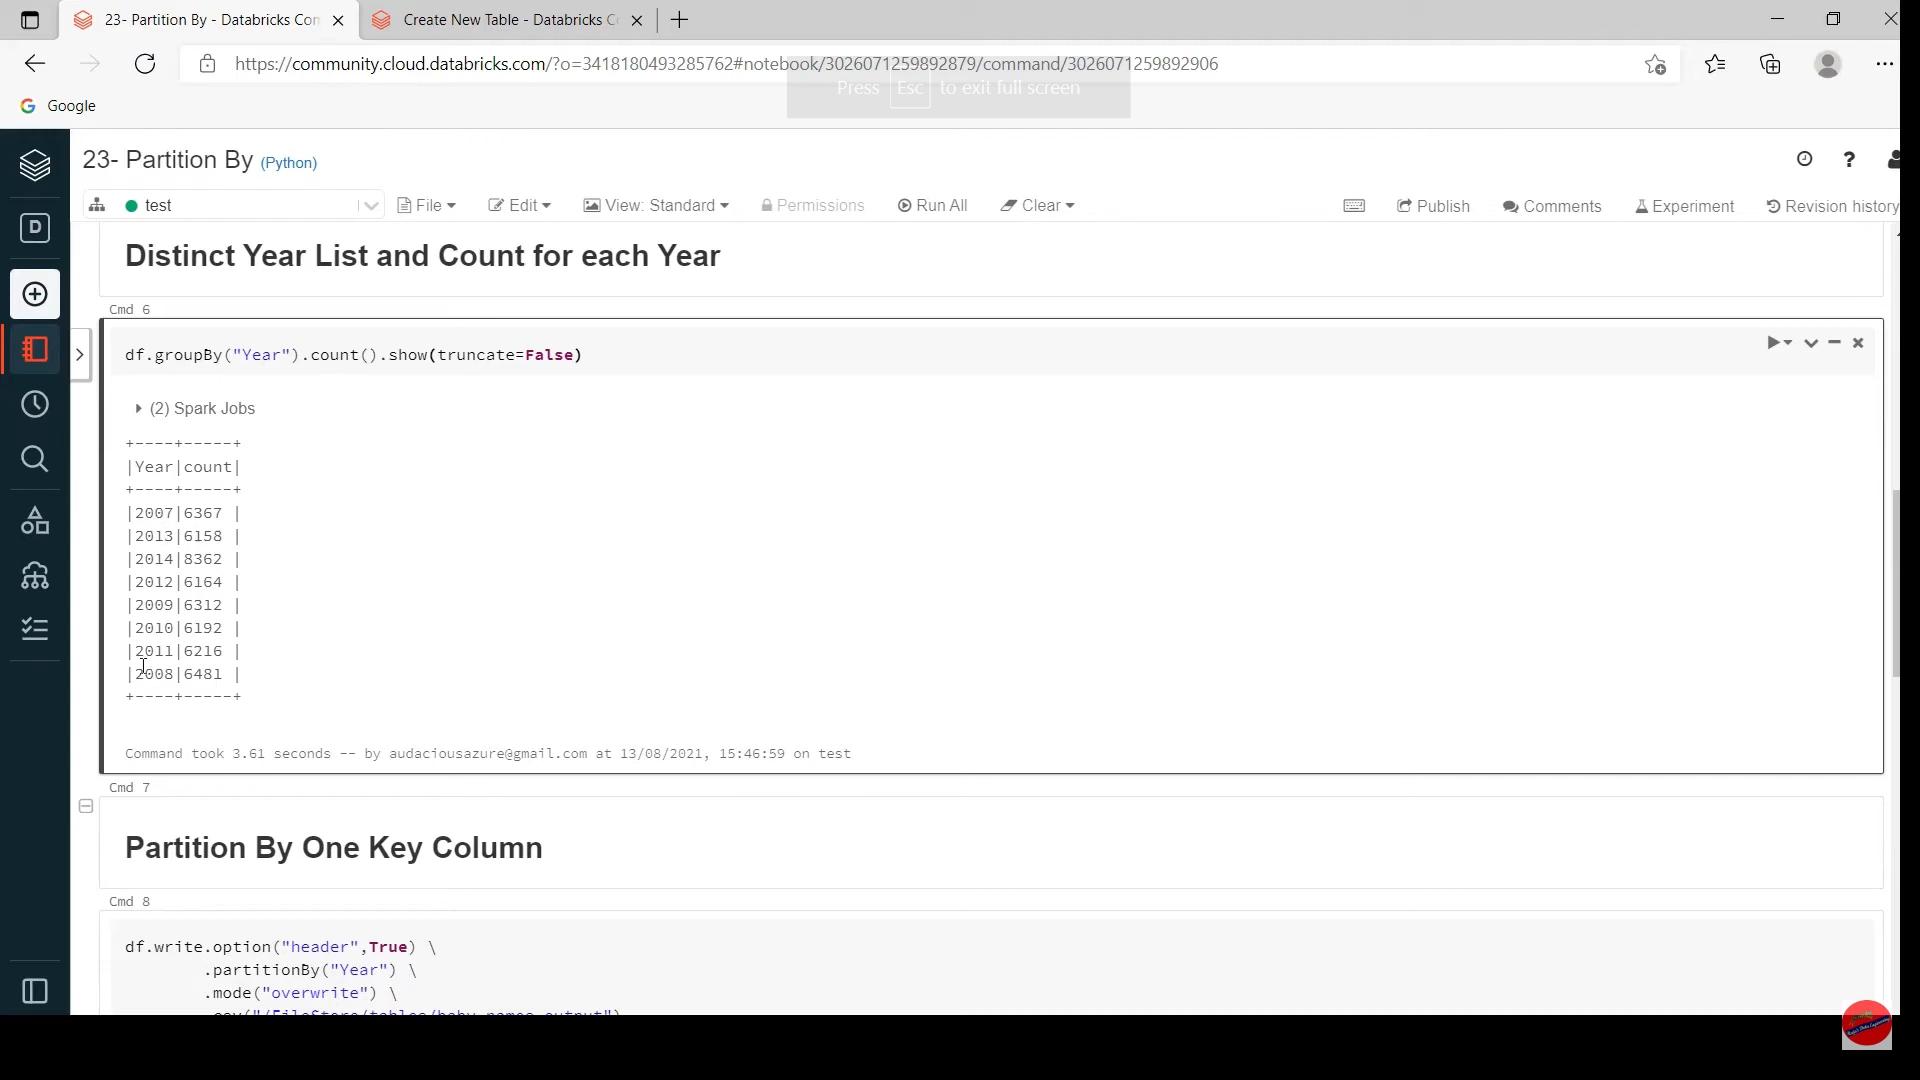 23- Partition By - Databricks Con
Create New Table - Databricks C
https://community.cloud.databricks.com/?o=3418180493285762#notebook/3026071259892879/command/3026071259892906
Press Esc to exit full screen
Google
23- Partition By (Python)
test
File
Edit
View: Standard
Permissions
Run All
Clear
Publish
Comments
Experiment
Revision history
D
Distinct Year List and Count for each Year
Cmd 6
df.groupBy("Year").count().show(truncate=False)
(2) Spark Jobs
+----+-----+
|Year|count|
+----+-----+
|2007|6367 |
|2013|6158 |
|2014|8362 |
|2012|6164 |
|2009|6312 |
|2010|6192 |
|2011|6216 |
|2008|6481 |
+----+-----+
Command took 3.61 seconds -- by audaciousazure@gmail.com at 13/08/2021, 15:46:59 on test
Cmd 7
Partition By One Key Column
Cmd 8
df.write.option("header",True) \
.partitionBy("Year") \
.mode("overwrite") \
.csv("/FileStore/tables/baby_names_output")